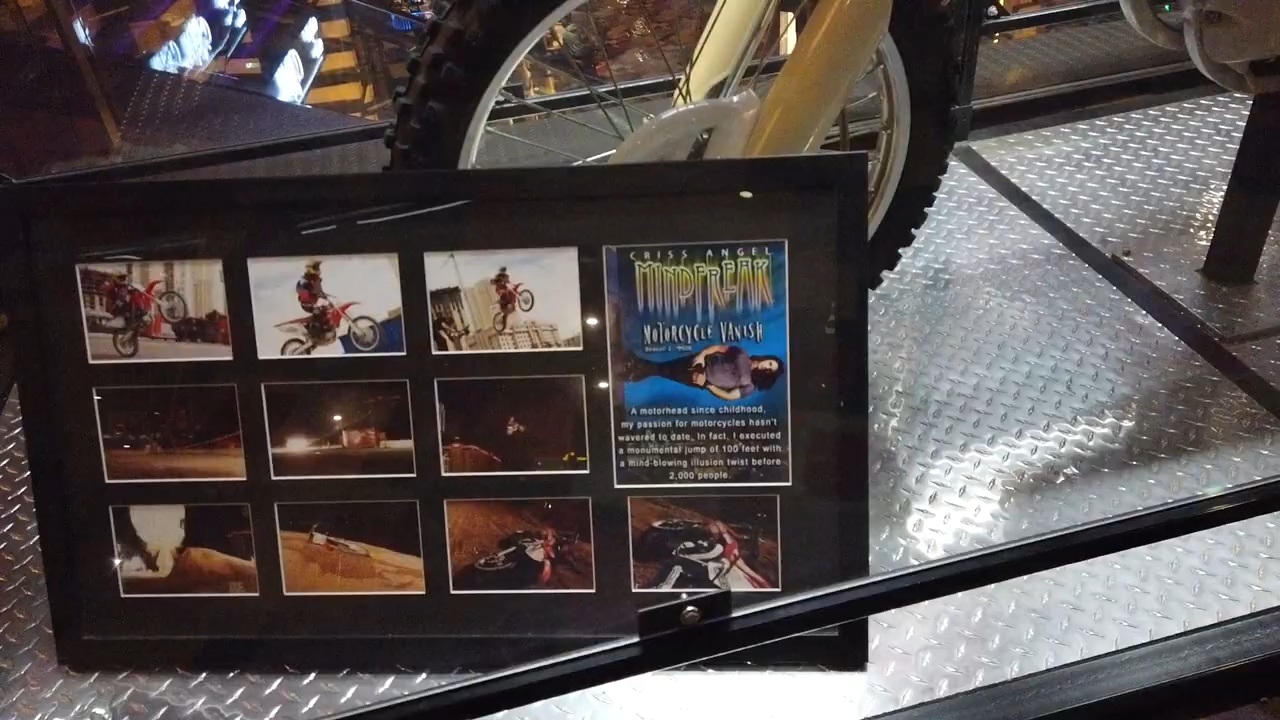 CRISS ANGEL
MINDFREAK
MOTORCYCLE VANISH
A motorhead since childhood,
my passion for motorcycles hasn't
wavered to date. In fact, I executed
a monumental jump of 100 feet with
a mind-blowing illusion twist before
2,000 people.